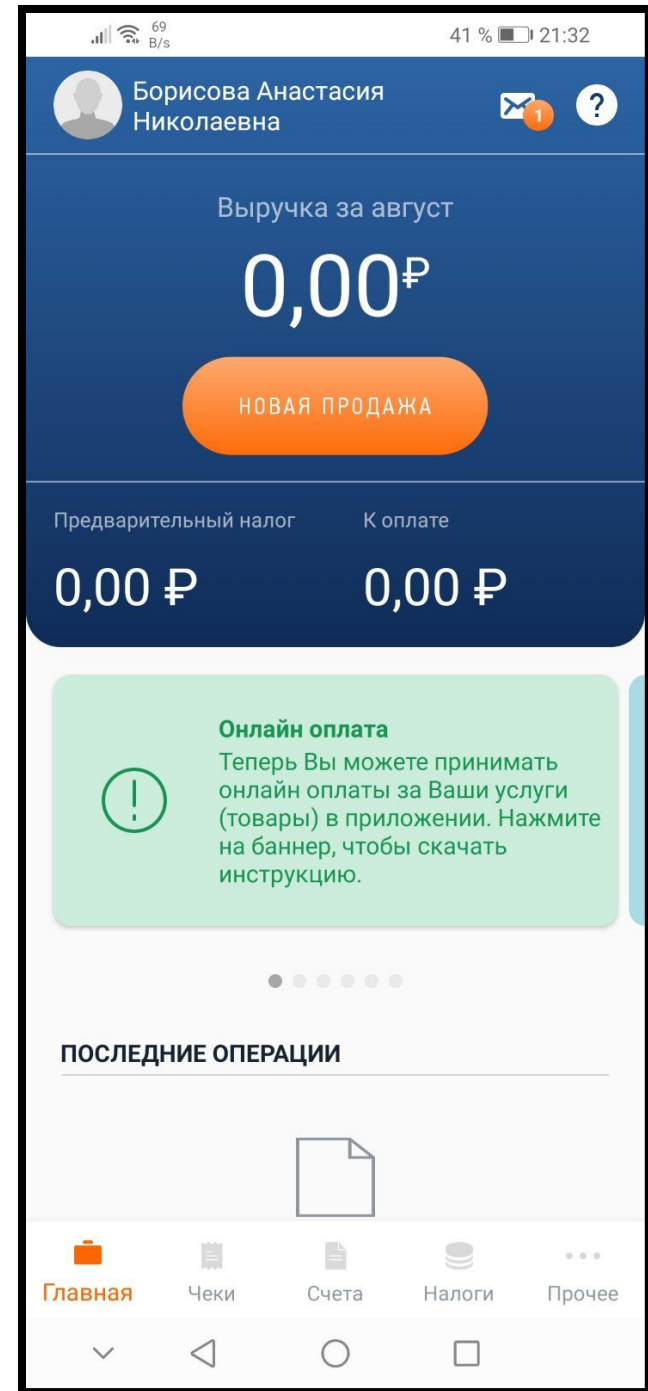 69
B/s
41 % 21:32
Борисова Анастасия
Николаевна
1
?
Выручка за август
0,00₽
НОВАЯ ПРОДАЖА
Предварительный налог К оплате
0,00 ₽ 0,00 ₽
Онлайн оплата
Теперь Вы можете принимать
онлайн оплаты за Ваши услуги
(товары) в приложении. Нажмите
на баннер, чтобы скачать
инструкцию.
ПОСЛЕДНИЕ ОПЕРАЦИИ
Главная Чеки Счета Налоги Прочее